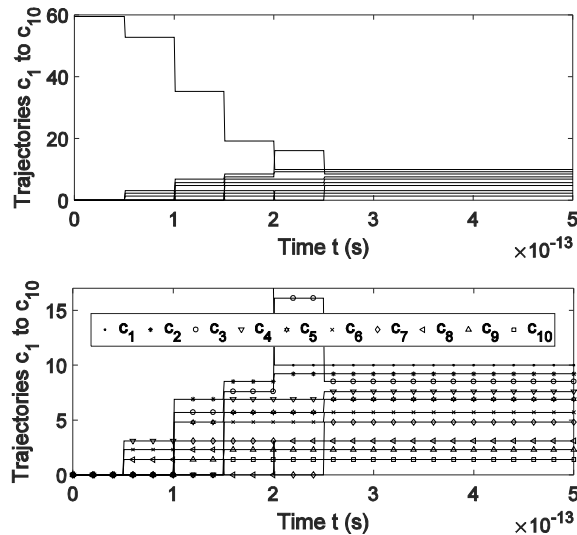 Trajectories c₁ to c₁₀
60
40
20
0
0 1 2 3 4 5
Time t (s)
×10⁻¹³
Trajectories c₁ to c₁₀
15
10
5
0
c₁ c₂ c₃ c₄ c₅ c₆ c₇ c₈ c₉ c₁₀
0 1 2 3 4 5
Time t (s)
×10⁻¹³